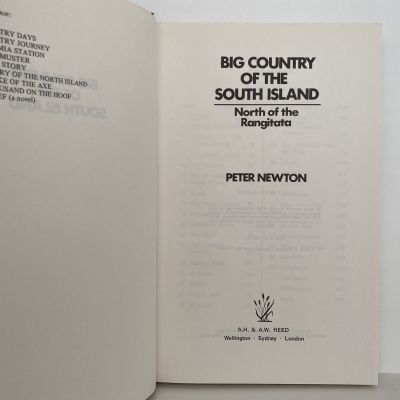 TRY DAYS
TRY JOURNEY
MIA STATION
MUSTER
STORY
RY OF THE NORTH ISLAND
KE OF THE AXE
USAND ON THE HOOF
EF (a novel)
BIG COUNTRY
OF THE
SOUTH ISLAND
North of the
Rangitata
PETER NEWTON
A.H. & A.W. REED
Wellington · Sydney · London